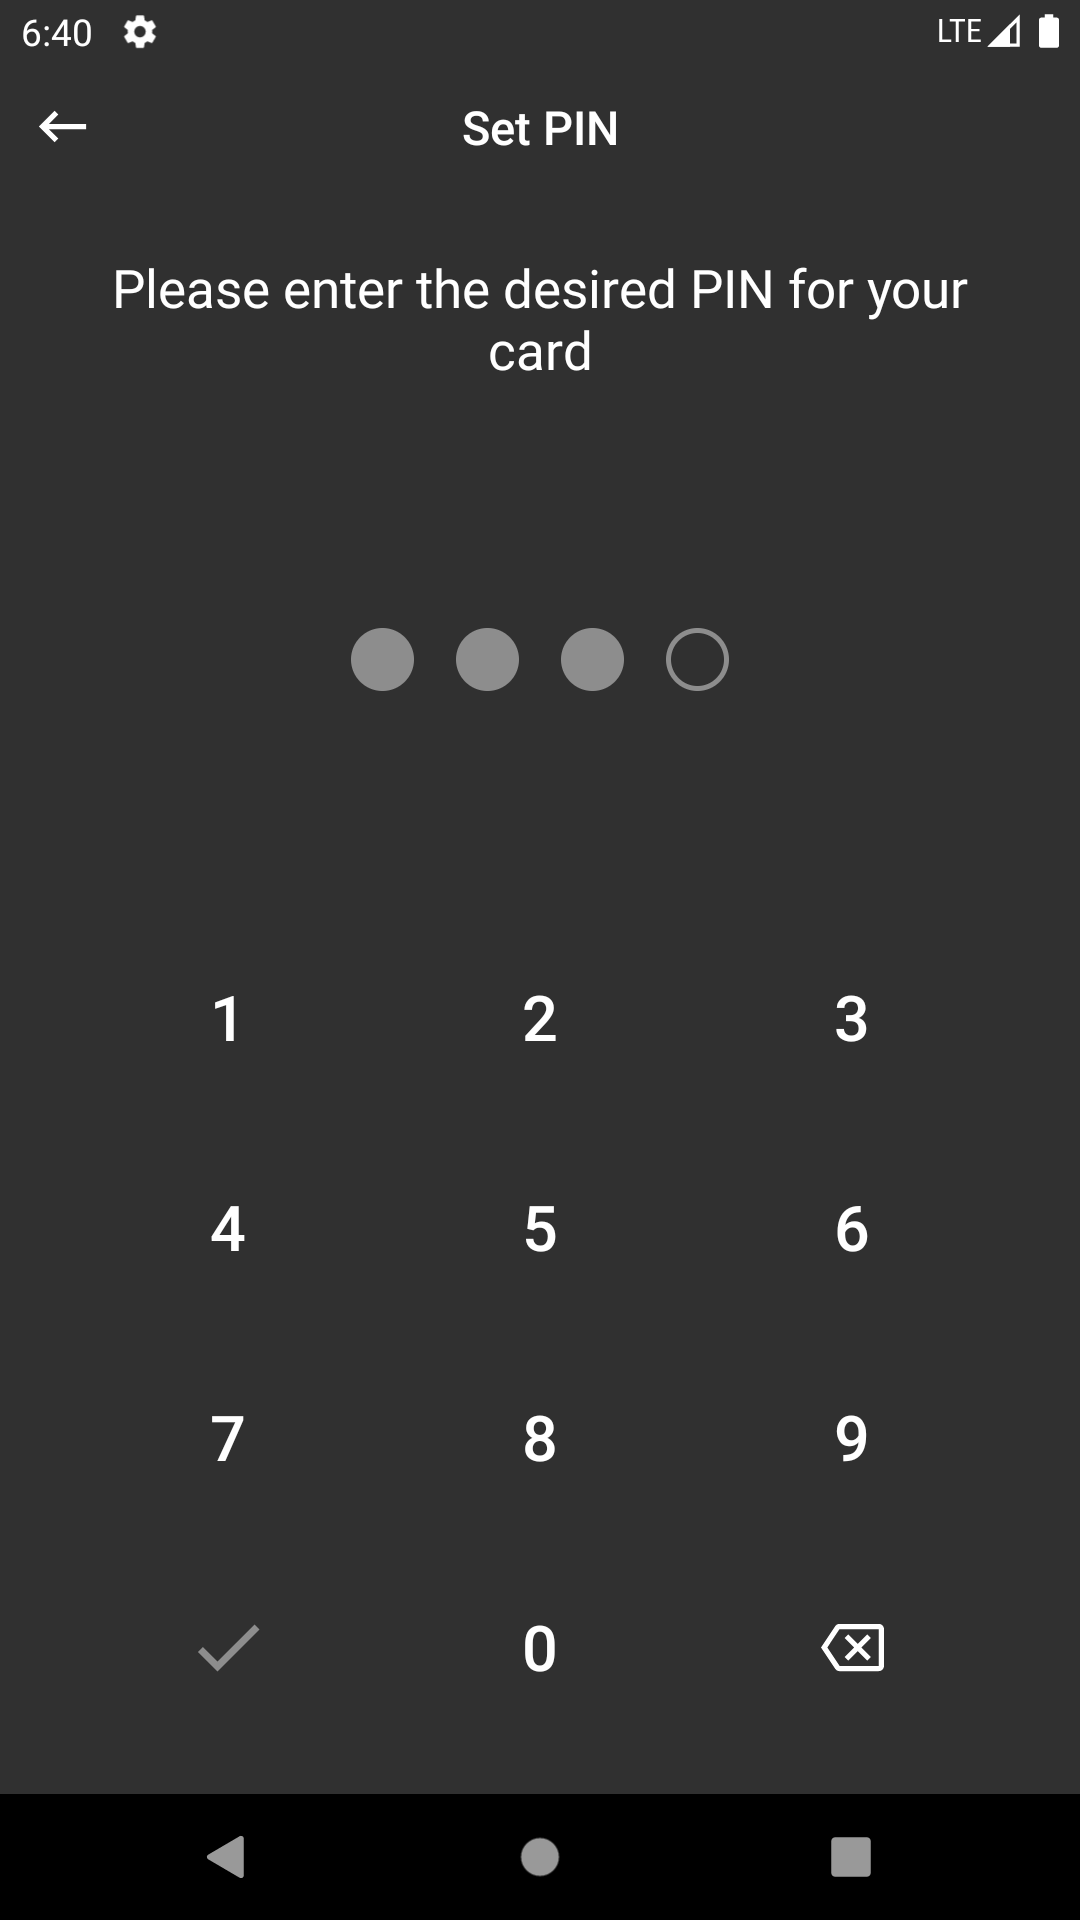 6:40 LTE
Set PIN
Please enter the desired PIN for your
card
1 2 3
4 5 6
7 8 9
0